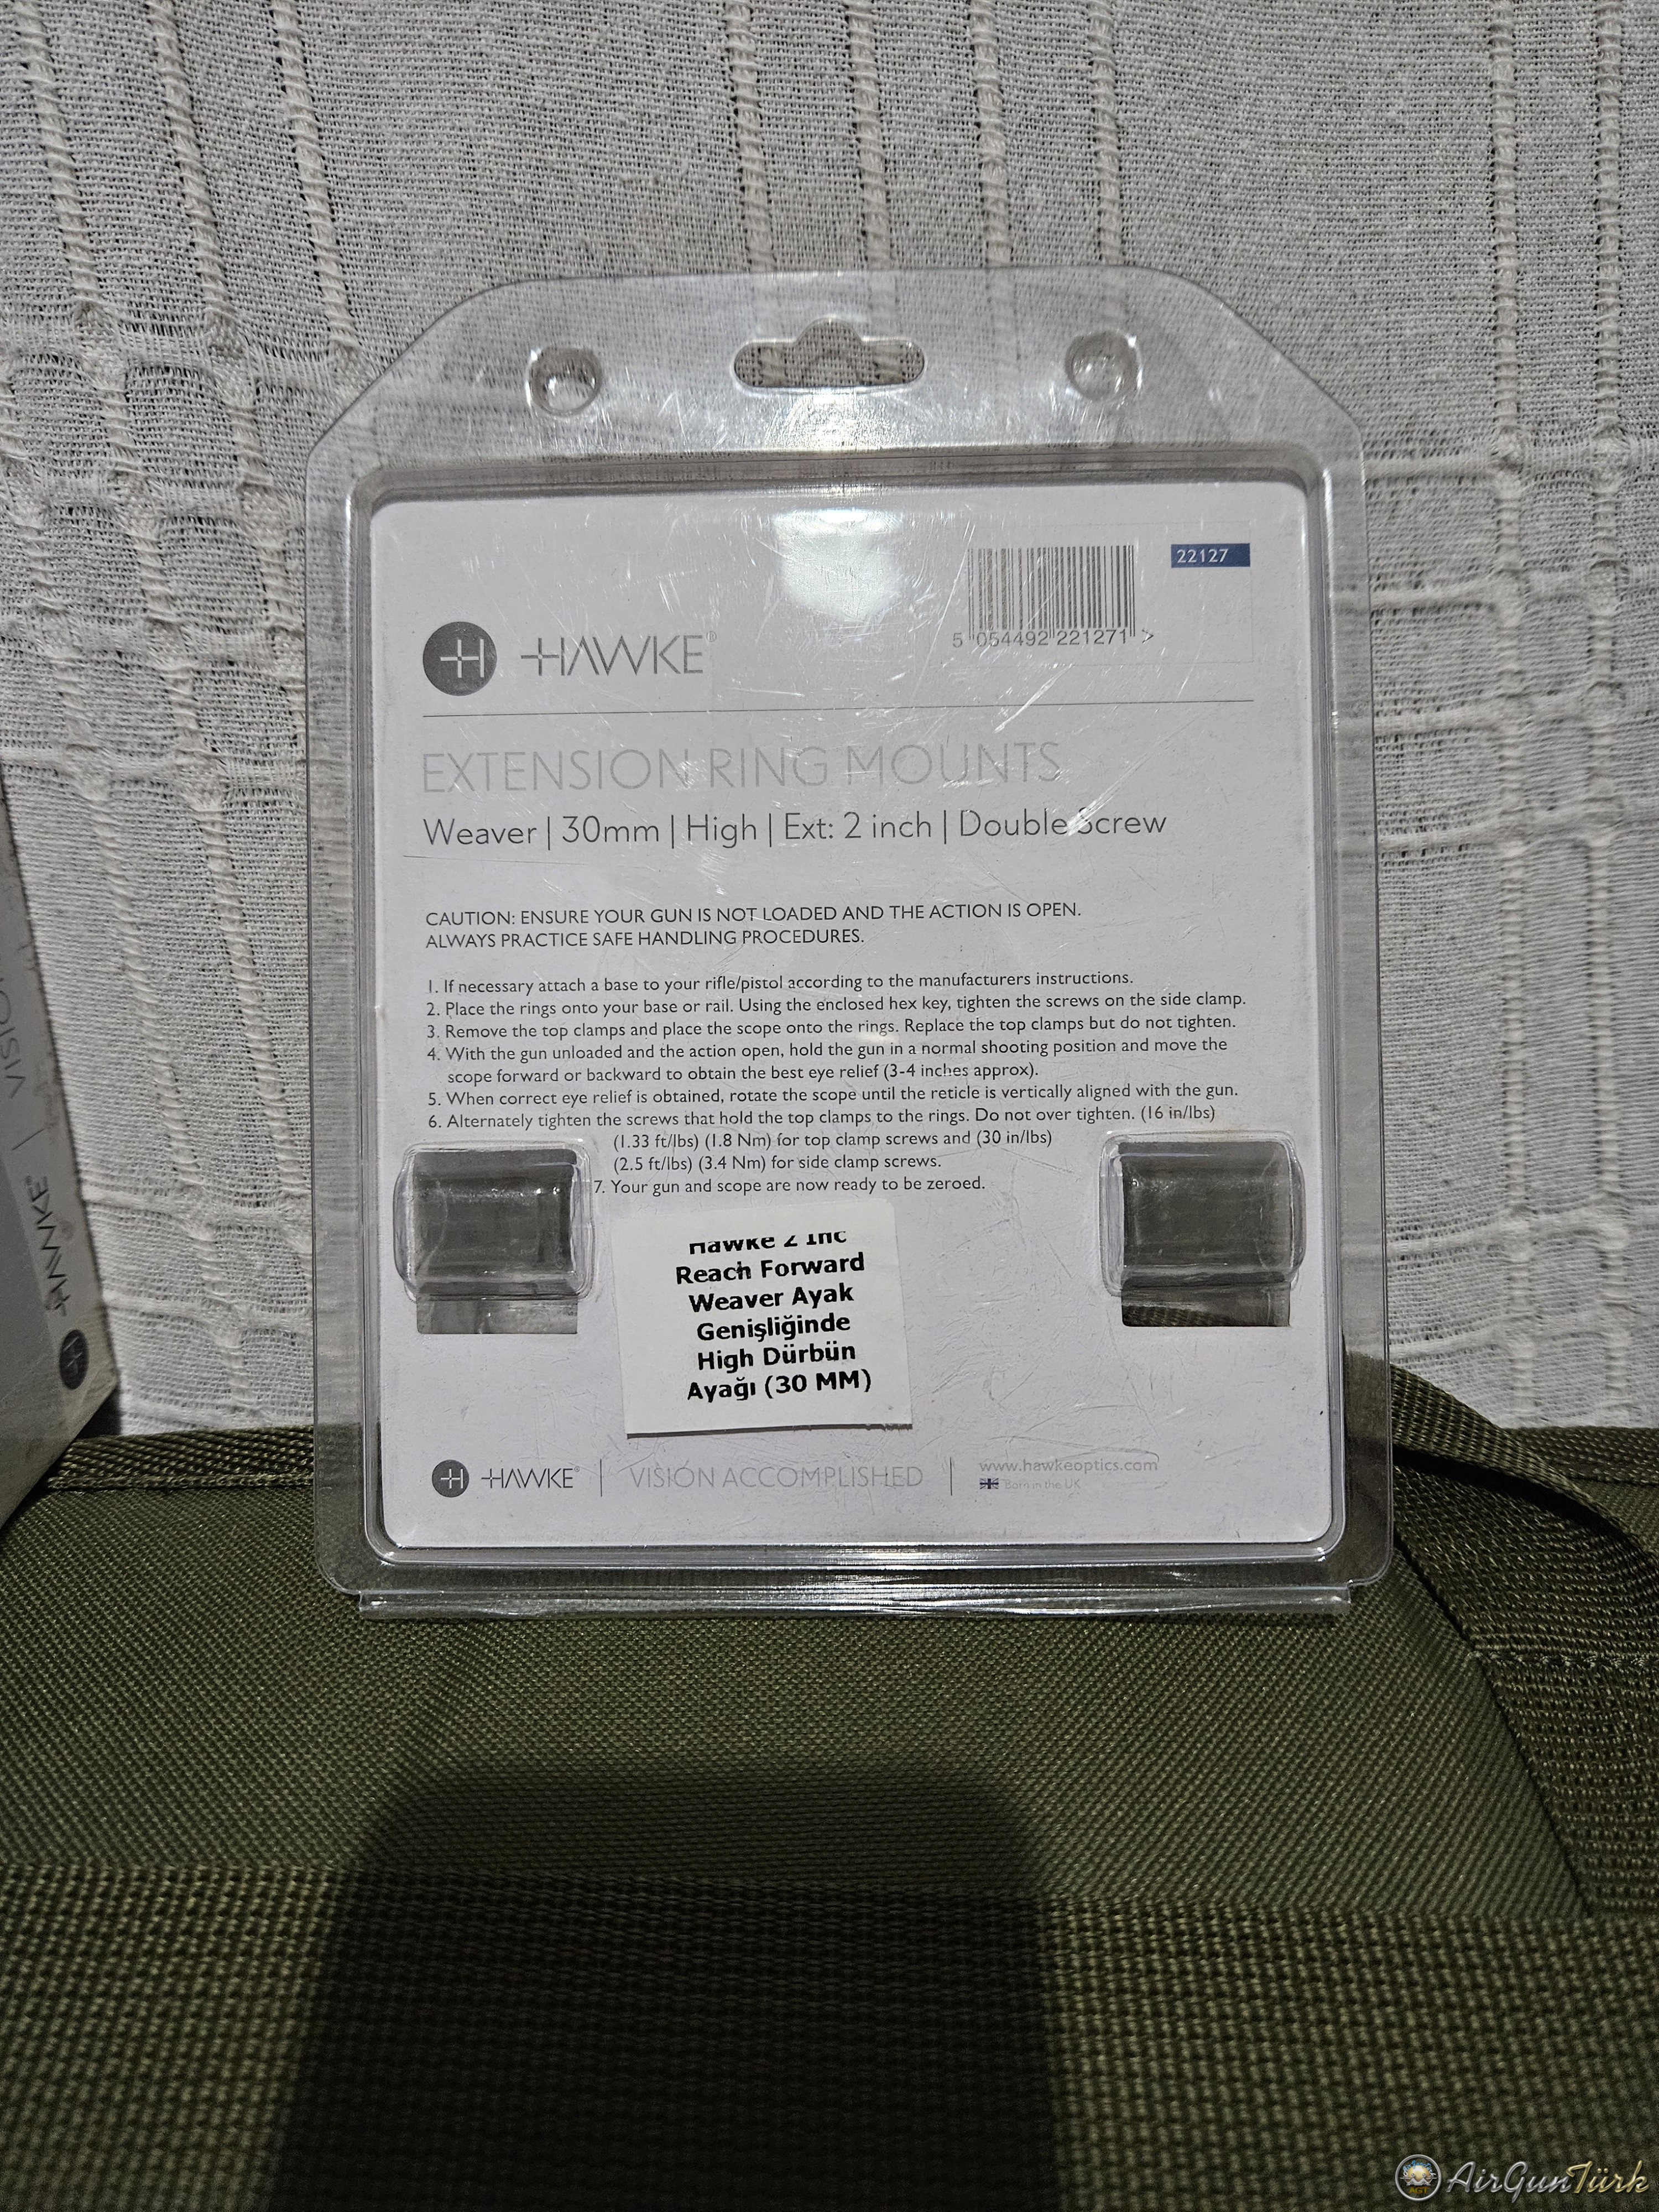 22127
5 054492 221271 >
HAWKE®
EXTENSION RING MOUNTS
Weaver | 30mm | High | Ext: 2 inch | Double Screw
CAUTION: ENSURE YOUR GUN IS NOT LOADED AND THE ACTION IS OPEN.
ALWAYS PRACTICE SAFE HANDLING PROCEDURES.
1. If necessary attach a base to your rifle/pistol according to the manufacturers instructions.
2. Place the rings onto your base or rail. Using the enclosed hex key, tighten the screws on the side clamp.
3. Remove the top clamps and place the scope onto the rings. Replace the top clamps but do not tighten.
4. With the gun unloaded and the action open, hold the gun in a normal shooting position and move the
scope forward or backward to obtain the best eye relief (3-4 inches approx).
5. When correct eye relief is obtained, rotate the scope until the reticle is vertically aligned with the gun.
6. Alternately tighten the screws that hold the top clamps to the rings. Do not over tighten. (16 in/lbs)
(1.33 ft/lbs) (1.8 Nm) for top clamp screws and (30 in/lbs)
(2.5 ft/lbs) (3.4 Nm) for side clamp screws.
7. Your gun and scope are now ready to be zeroed.
Hawke 2 Inc
Reach Forward
Weaver Ayak
Genişliğinde
High Dürbün
Ayağı (30 MM)
HAWKE® | VISION ACCOMPLISHED | www.hawkeoptics.com
Born in the UK
HAWKE® | VISION
AirGunTürk